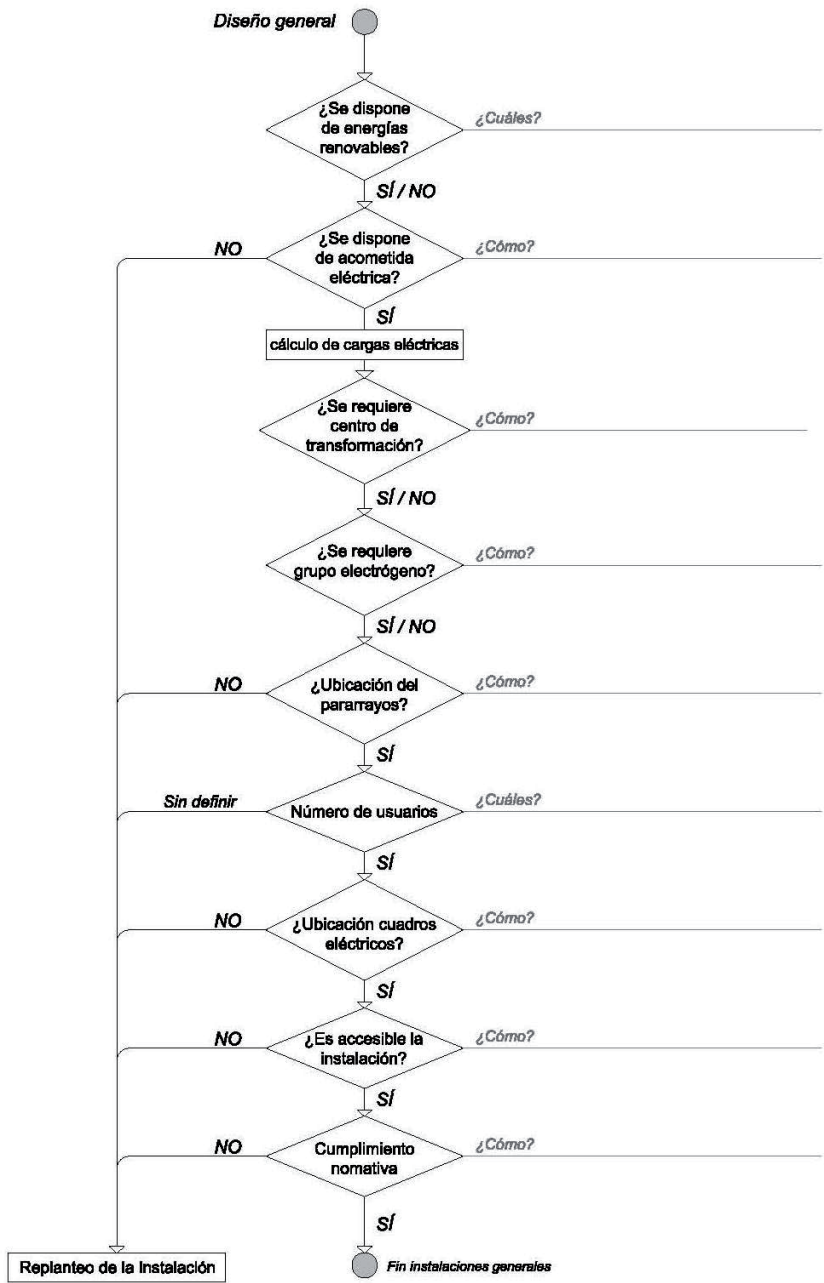 Diseño general
¿Se dispone
de energías
renovables?
¿Cuáles?
SÍ / NO
¿Se dispone
de acometida
eléctrica?
NO
¿Cómo?
SÍ
cálculo de cargas eléctricas
¿Se requiere
centro de
transformación?
¿Cómo?
SÍ / NO
¿Se requiere
grupo electrógeno?
¿Cómo?
SÍ / NO
NO
¿Ubicación del
pararrayos?
¿Cómo?
SÍ
Sin definir
Número de usuarios
¿Cuáles?
SÍ
NO
¿Ubicación cuadros
eléctricos?
¿Cómo?
SÍ
NO
¿Es accesible la
instalación?
¿Cómo?
SÍ
NO
Cumplimiento
nomativa
¿Cómo?
SÍ
Replanteo de la Instalación
Fin instalaciones generales